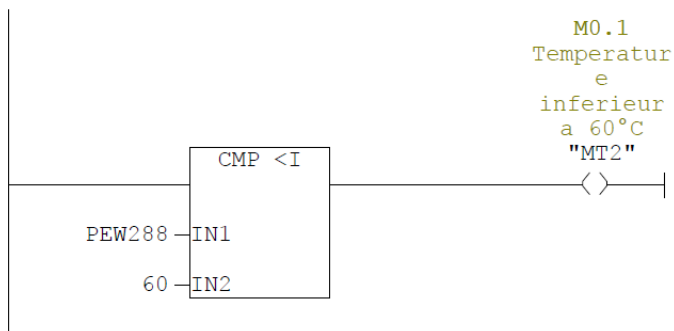 M0.1
Temperatur
e
inferieur
a 60°C
"MT2"
CMP <I
PEW288
IN1
60
IN2